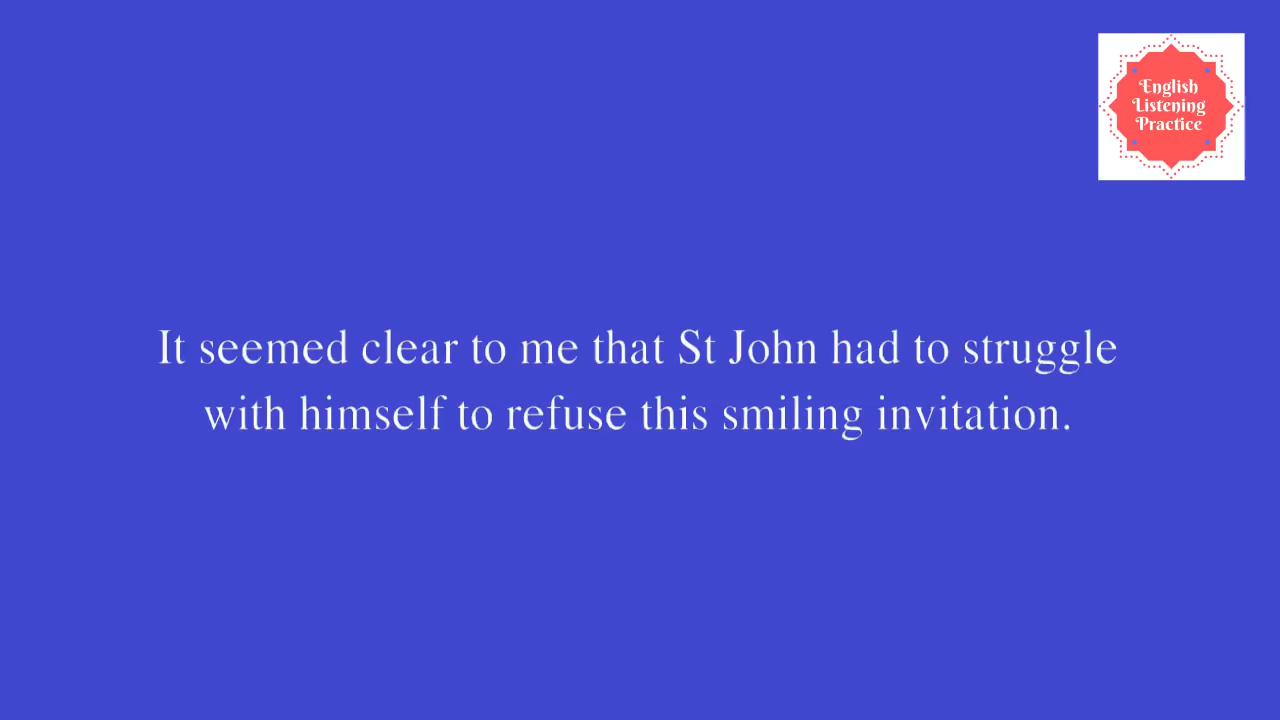 English
Listening
Practice
It seemed clear to me that St John had to struggle
with himself to refuse this smiling invitation.